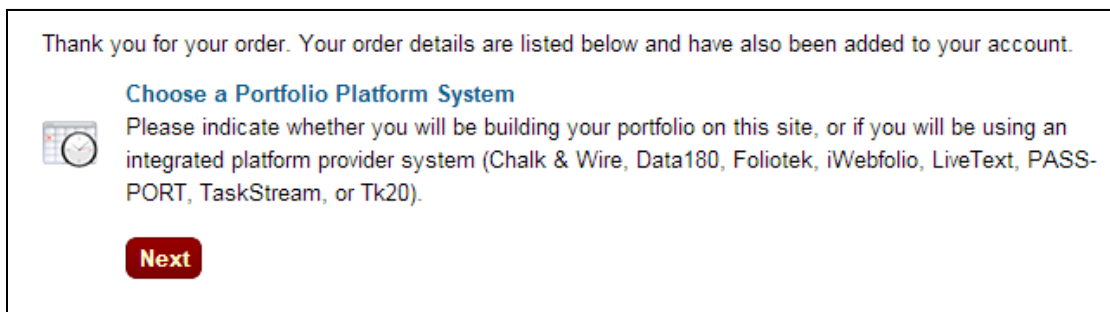 Thank you for your order. Your order details are listed below and have also been added to your account.
Choose a Portfolio Platform System
Please indicate whether you will be building your portfolio on this site, or if you will be using an
integrated platform provider system (Chalk & Wire, Data180, Foliotek, iWebfolio, LiveText, PASS-
PORT, TaskStream, or Tk20).
Next